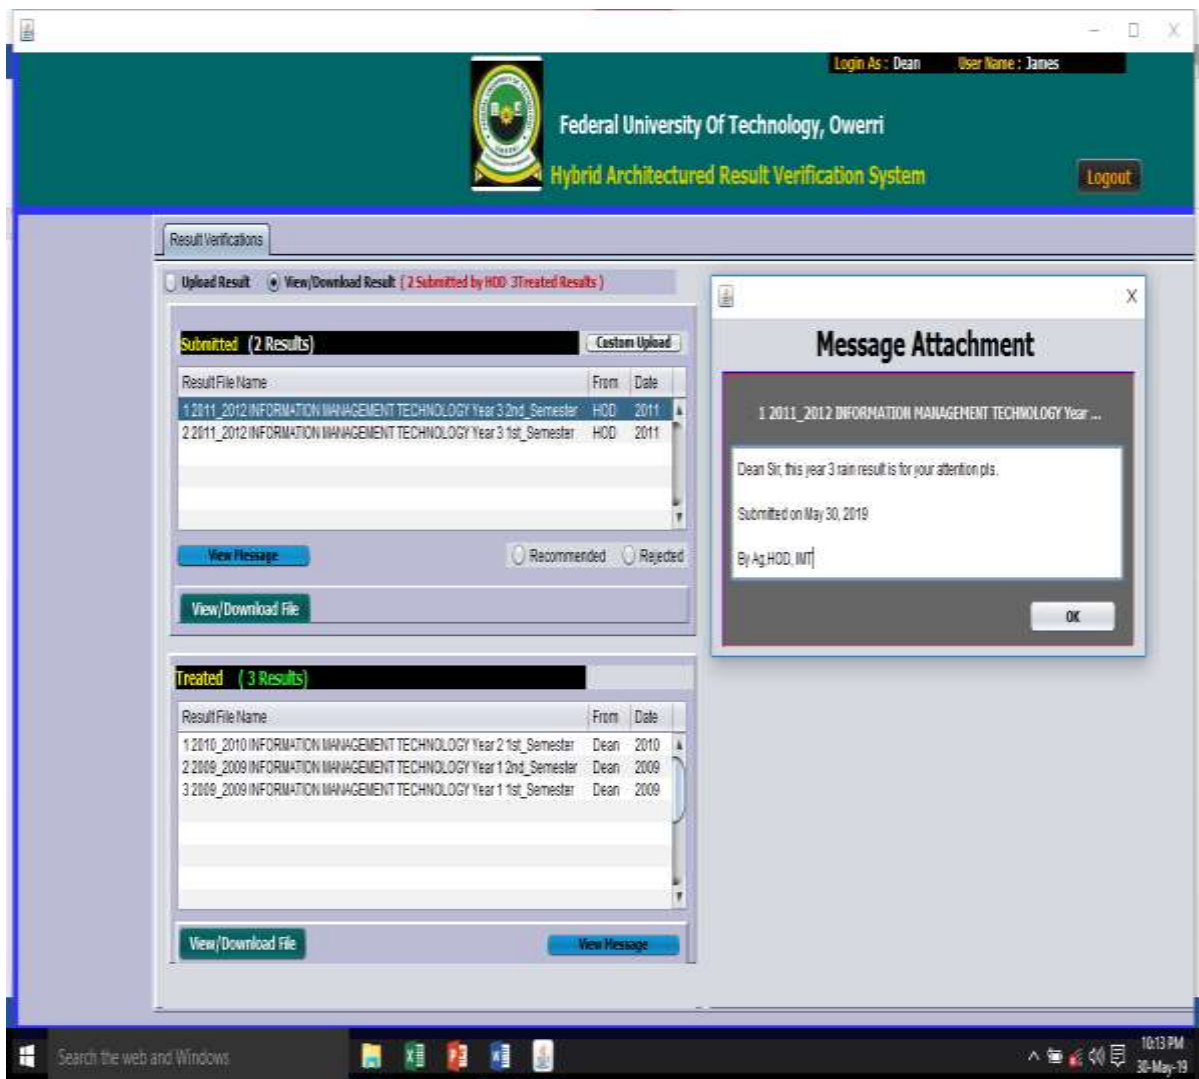 Login As : Dean User Name : James
Federal University Of Technology, Owerri
Hybrid Architectured Result Verification System
Logout
Result Verifications
Upload Result View/Download Result ( 2 Submitted by HOD 3Treated Results )
Submitted (2 Results) Custom Upload
Result File Name From Date
1 2011_2012 INFORMATION MANAGEMENT TECHNOLOGY Year 3 2nd_Semester HOD 2011
2 2011_2012 INFORMATION MANAGEMENT TECHNOLOGY Year 3 1st_Semester HOD 2011
View Message Recommended Rejected
View/Download File
Treated ( 3 Results)
Result File Name From Date
1 2010_2010 INFORMATION MANAGEMENT TECHNOLOGY Year 2 1st_Semester Dean 2010
2 2009_2009 INFORMATION MANAGEMENT TECHNOLOGY Year 1 2nd_Semester Dean 2009
3 2009_2009 INFORMATION MANAGEMENT TECHNOLOGY Year 1 1st_Semester Dean 2009
View/Download File View Message
X
Message Attachment
1 2011_2012 INFORMATION MANAGEMENT TECHNOLOGY Year ...
Dean Sir, this year 3 rain result is for your attention pls.
Submitted on May 30, 2019
By Ag,HOD, IMT
OK
Search the web and Windows
10:13 PM
30-May-19